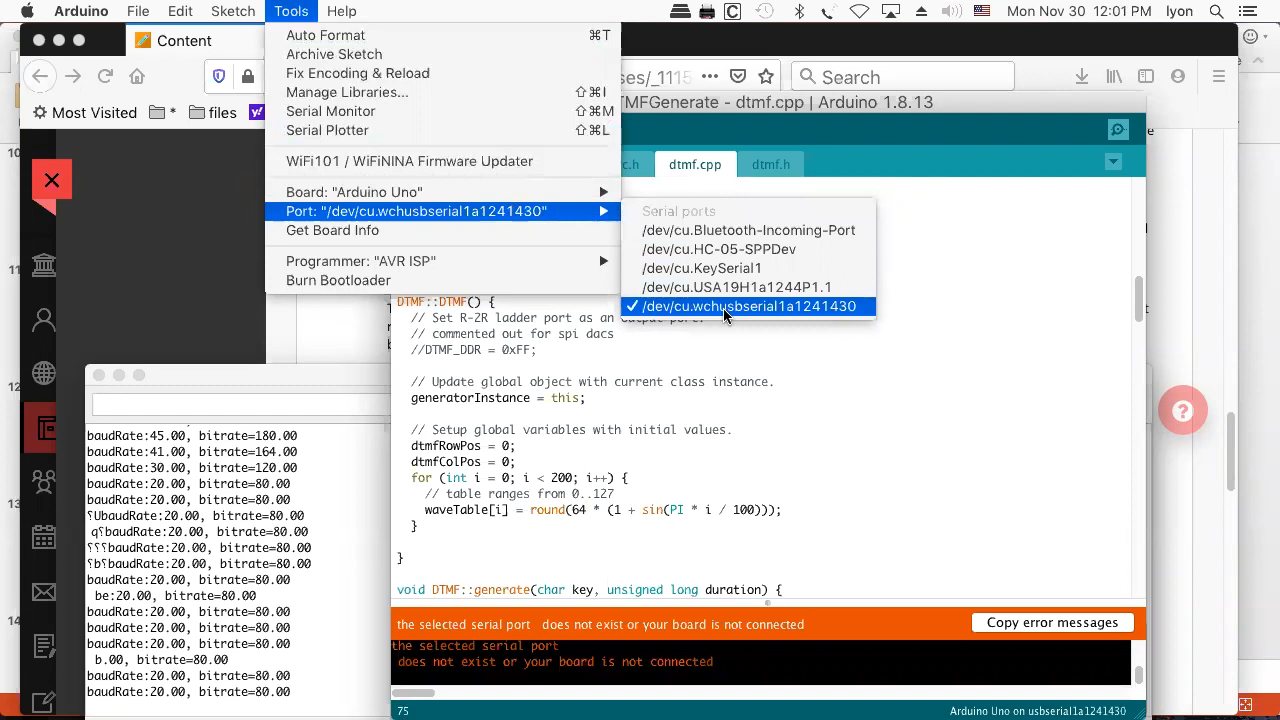 Arduino File Edit Sketch Tools Help Mon Nov 30 12:01 PM lyon
Content
ses/_1115
Search
Most Visited * files
Auto Format ⌘T
Archive Sketch
Fix Encoding & Reload
Manage Libraries... ⇧⌘I
Serial Monitor ⇧⌘M
Serial Plotter ⇧⌘L
WiFi101 / WiFiNINA Firmware Updater
Board: "Arduino Uno"
Port: "/dev/cu.wchusbserial1a1241430"
Get Board Info
Programmer: "AVR ISP"
Burn Bootloader
Serial ports
/dev/cu.Bluetooth-Incoming-Port
/dev/cu.HC-05-SPPDev
/dev/cu.KeySerial1
/dev/cu.USA19H1a1244P1.1
✓ /dev/cu.wchusbserial1a1241430
TMFGenerate - dtmf.cpp | Arduino 1.8.13
c.h dtmf.cpp dtmf.h
DTMF::DTMF() {
// Set R-2R ladder port as an output port.
// commented out for spi dacs
//DTMF_DDR = 0xFF;
// Update global object with current class instance.
generatorInstance = this;
// Setup global variables with initial values.
dtmfRowPos = 0;
dtmfColPos = 0;
for (int i = 0; i < 200; i++) {
// table ranges from 0..127
waveTable[i] = round(64 * (1 + sin(PI * i / 100)));
}
}
void DTMF::generate(char key, unsigned long duration) {
the selected serial port does not exist or your board is not connected
Copy error messages
the selected serial port
does not exist or your board is not connected
75
Arduino Uno on usbserial1a1241430
baudRate:45.00, bitrate=180.00
baudRate:41.00, bitrate=164.00
baudRate:30.00, bitrate=120.00
baudRate:20.00, bitrate=80.00
baudRate:20.00, bitrate=80.00
⸮UbaudRate:20.00, bitrate=80.00
q⸮baudRate:20.00, bitrate=80.00
⸮⸮⸮baudRate:20.00, bitrate=80.00
⸮b⸮baudRate:20.00, bitrate=80.00
baudRate:20.00, bitrate=80.00
be:20.00, bitrate=80.00
baudRate:20.00, bitrate=80.00
baudRate:20.00, bitrate=80.00
baudRate:20.00, bitrate=80.00
b.00, bitrate=80.00
baudRate:20.00, bitrate=80.00
baudRate:20.00, bitrate=80.00
10
11
12
13
14